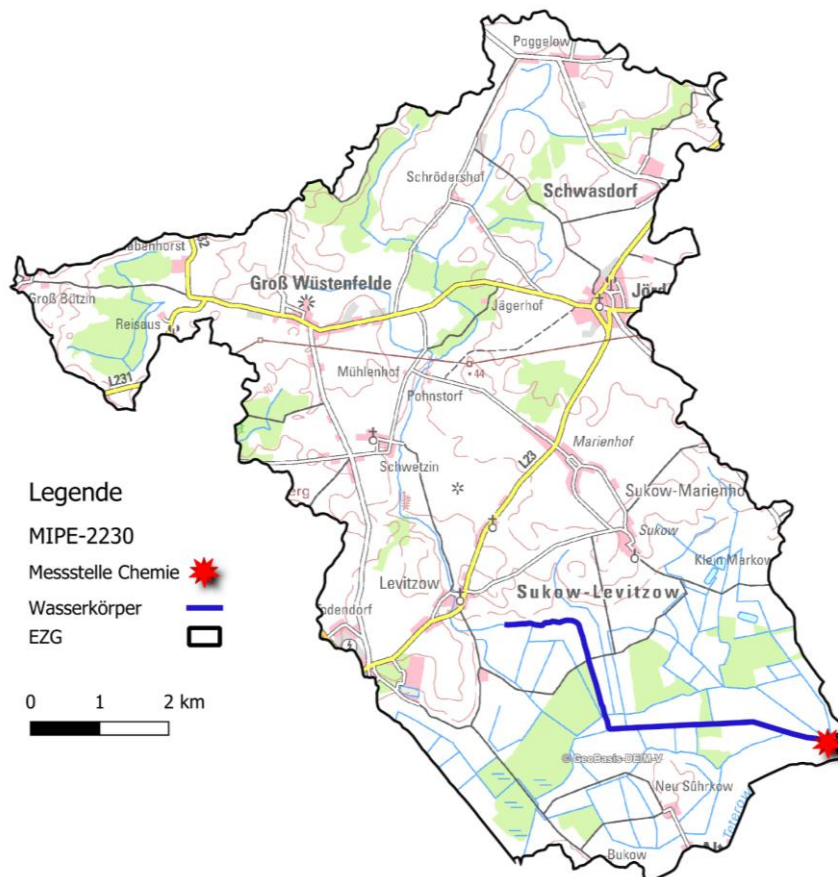 Poggelow
Schrödershof
Schwasdorf
Groß Wüstenfelde
Groß Bützin
Reisaus
L231
Jägerhof
Mühlenhof
44
Pohnstorf
Marienhof
L23
Schwetzin
Sukow-Marienho
Sukow
Klein Markow
Levitzow
Sukow-Levitzow
Legende
MIPE-2230
Messstelle Chemie
Wasserkörper
EZG
0 1 2 km
© GeoBasis-DE/M-V
Neu Sührkow
Teterow
Bukow